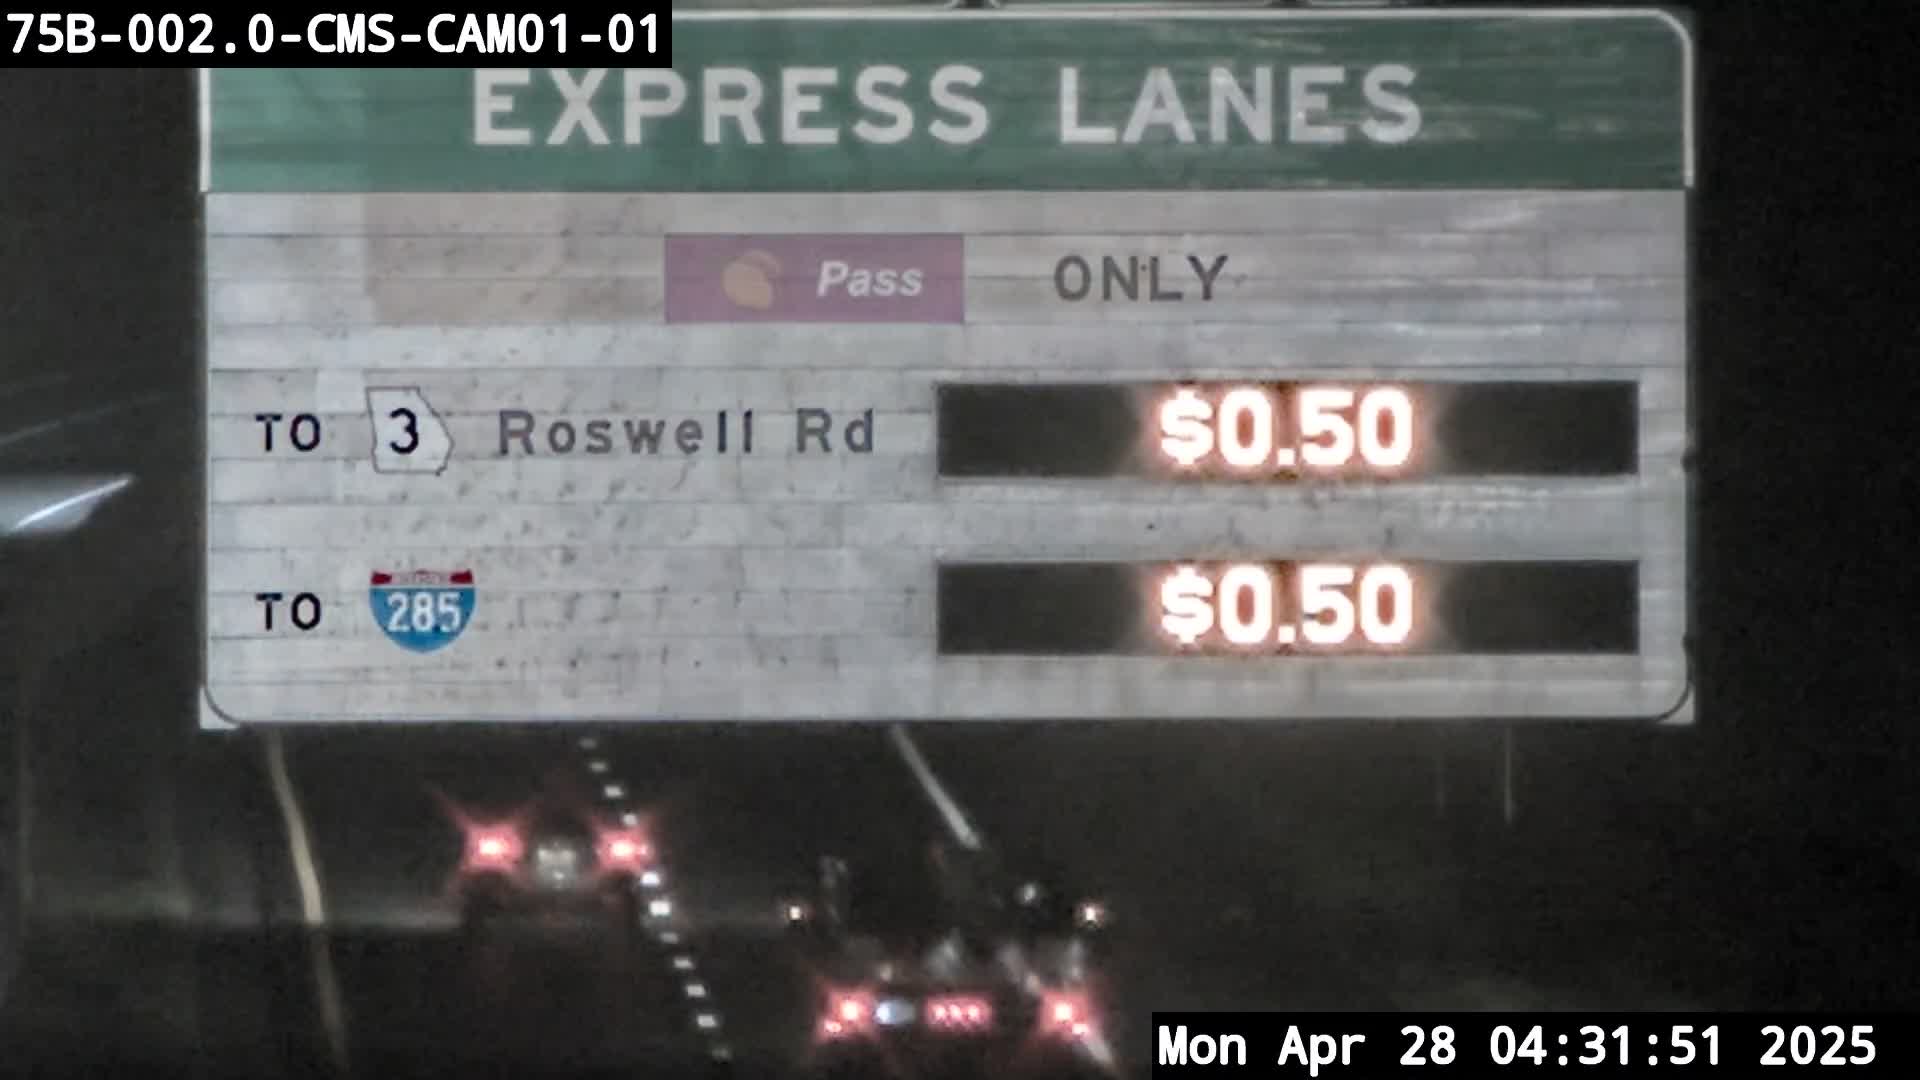 75B-002.0-CMS-CAM01-01
EXPRESS LANES
Pass ONLY
TO 3 Roswell Rd $0.50
TO 285 $0.50
Mon Apr 28 04:31:51 2025